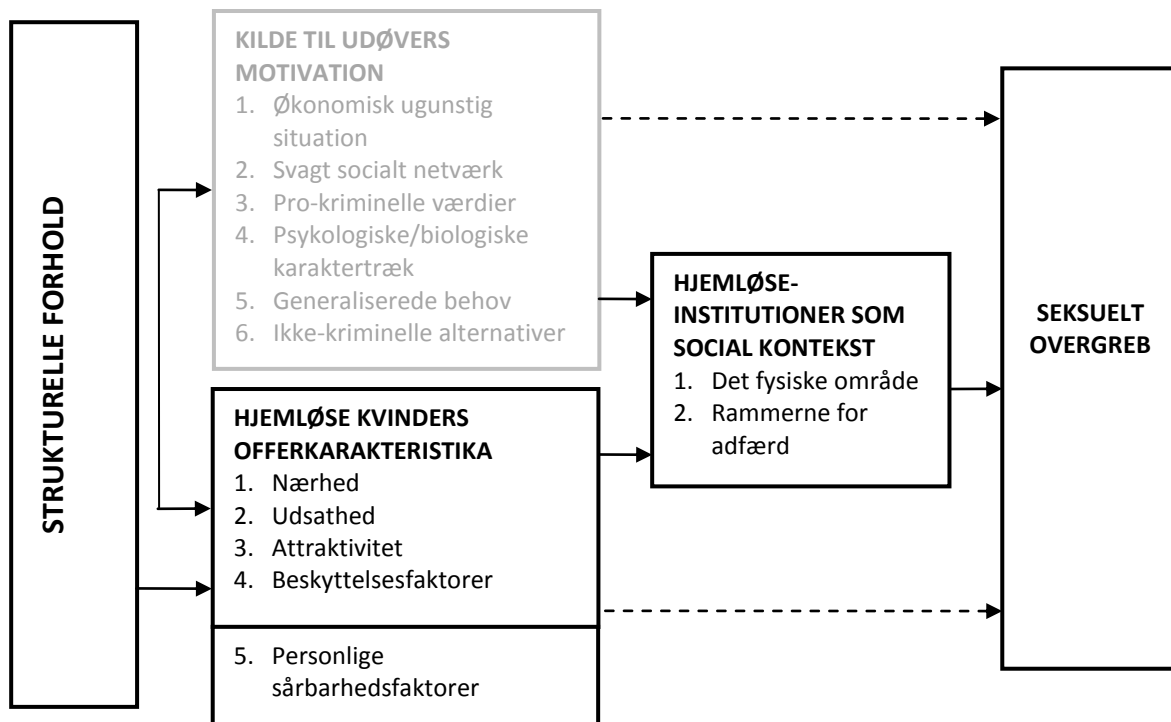 STRUKTURELLE FORHOLD
KILDE TIL UDØVERS
MOTIVATION
1. Økonomisk ugunstig
situation
2. Svagt socialt netværk
3. Pro-kriminelle værdier
4. Psykologiske/biologiske
karaktertræk
5. Generaliserede behov
6. Ikke-kriminelle alternativer
HJEMLØSE KVINDERS
OFFERKARAKTERISTIKA
1. Nærhed
2. Udsathed
3. Attraktivitet
4. Beskyttelsesfaktorer
5. Personlige
sårbarhedsfaktorer
HJEMLØSE-
INSTITUTIONER SOM
SOCIAL KONTEKST
1. Det fysiske område
2. Rammerne for
adfærd
SEKSUELT
OVERGREB